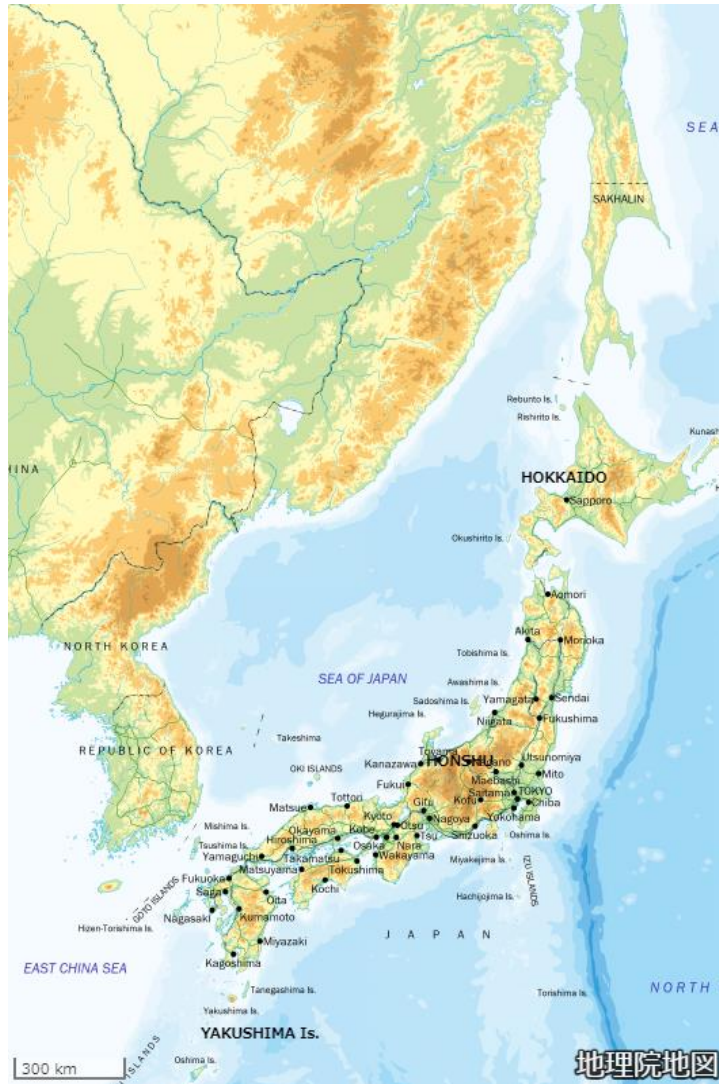 SEA
SAKHALIN
Rebunto Is.
Rishirito Is.
Kunash
HINA
HOKKAIDO
Sapporo
Okushirito Is.
Aomori
Akita
Morioka
NORTH KOREA
Tobishima Is.
SEA OF JAPAN
Awashima Is.
Sadoshima Is.
Yamagata
Sendai
Hegurajima Is.
Niigata
Fukushima
Takeshima
REPUBLIC OF KOREA
Toyama
Kanazawa
HONSHU
ano
Utsunomiya
OKI ISLANDS
Maebashi
Mito
Fukui
Saitama
TOKYO
Tottori
Kofu
Chiba
Matsue
Gifu
Yokohama
Mishima Is.
Kyoto
Otsu
Nagoya
Okayama
Kobe
Shizuoka
Oshima Is.
Tsushima Is.
Hiroshima
Osaka
Nara
Tsu
Yamaguchi
Takamatsu
Wakayama
Miyakejima Is.
Matsuyama
Tokushima
IZU ISLANDS
Fukuoka
Kochi
Saga
Oita
Hachijojima Is.
GOTO ISLANDS
Nagasaki
Kumamoto
Hizen-Torishima Is.
JAPAN
Miyazaki
Kagoshima
EAST CHINA SEA
Tanegashima Is.
Torishima Is.
NORTH
Yakushima Is.
YAKUSHIMA Is.
ISLANDS
Oshima Is.
300 km
地理院地図